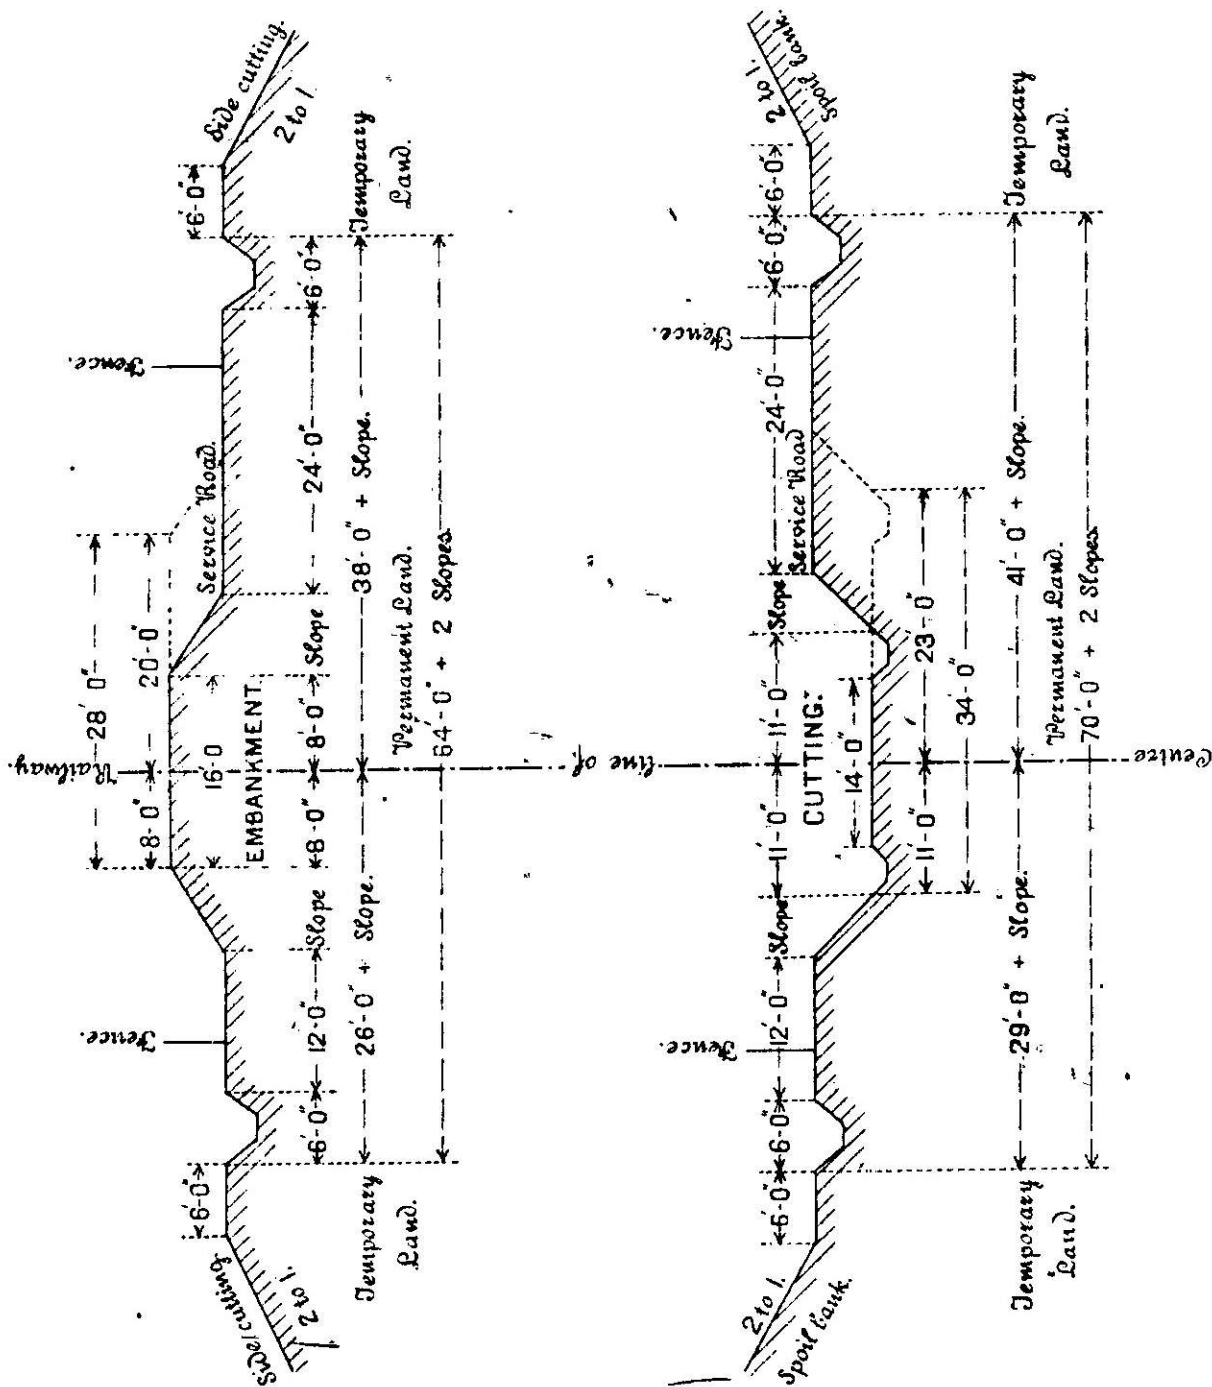 Side cutting.
2 to 1.
6'-0"
Temporary
Land.
Fence.
6'-0"
24'-0"
Service Road.
38'-0" + Slope.
28'-0"
20'-0"
Slope
Permanent Land.
64'-0" + 2 Slopes.
Railway.
8'-0"
16'-0
EMBANKMENT.
8'-0"
8'-0"
Slope
26'-0" + Slope.
Fence.
12'-0"
6'-0"
6'-0"
Temporary
Land.
Side cutting
2 to 1.
line of
Spoil bank.
2 to 1.
6'-0"
Temporary
Land.
6'-0"
Fence.
24'-0"
Service Road
Slope
11'-0"
23'-0"
34'-0"
41'-0" + Slope.
Permanent Land.
70'-0" + 2 Slopes.
CUTTING.
14'-0"
Centre
11'-0"
11'-0"
Slope
29'-0" + Slope.
Fence.
12'-0"
6'-0"
6'-0"
Temporary
Land.
2 to 1.
Spoil bank.